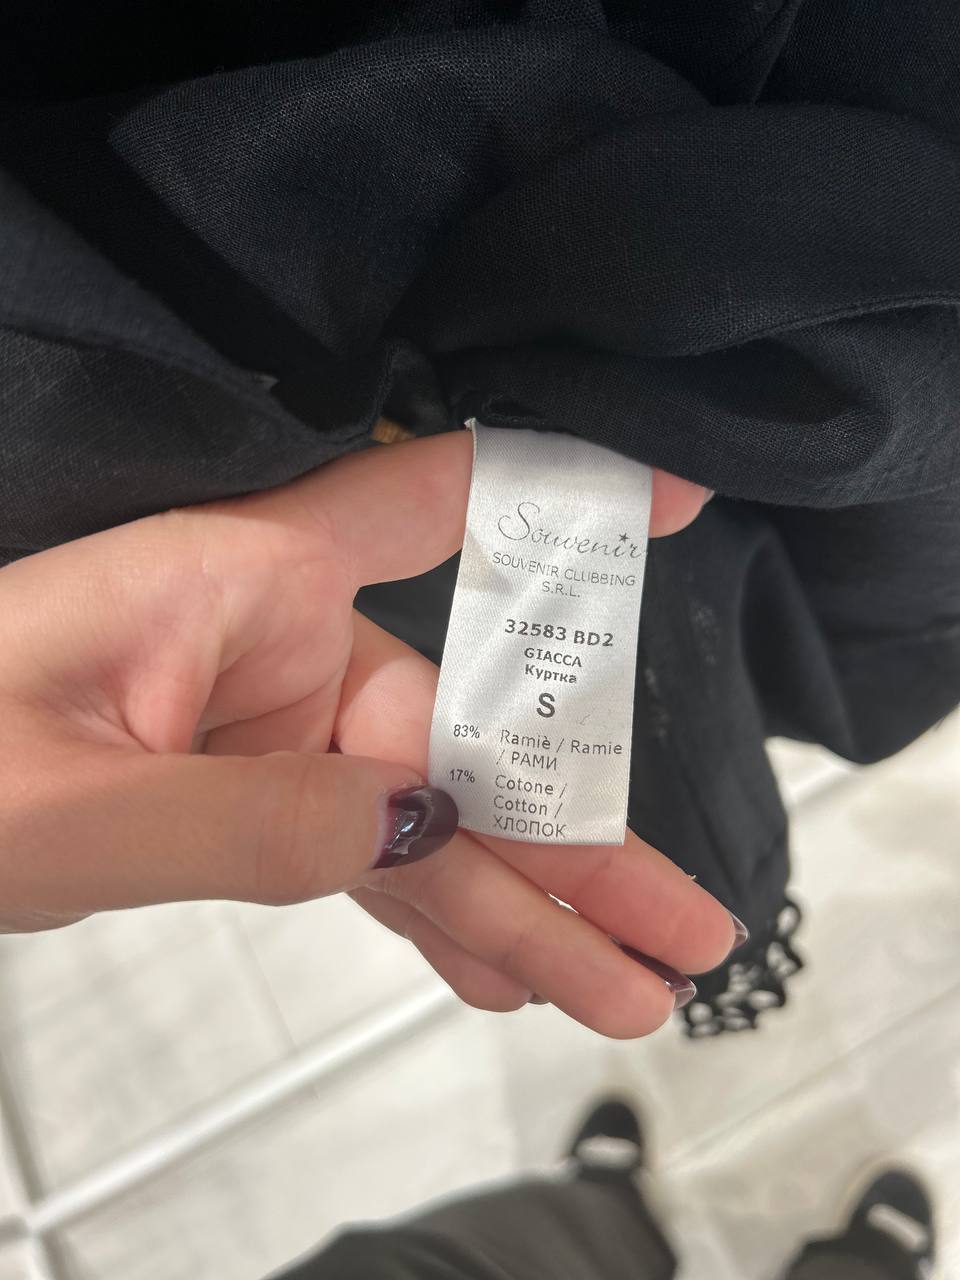 Souvenir
SOUVENIR CLUBBING
S.R.L.
32583 BD2
GIACCA
Куртка
S
83% Ramiè / Ramie
/ РАМИ
17% Cotone /
Cotton /
ХЛОПОК